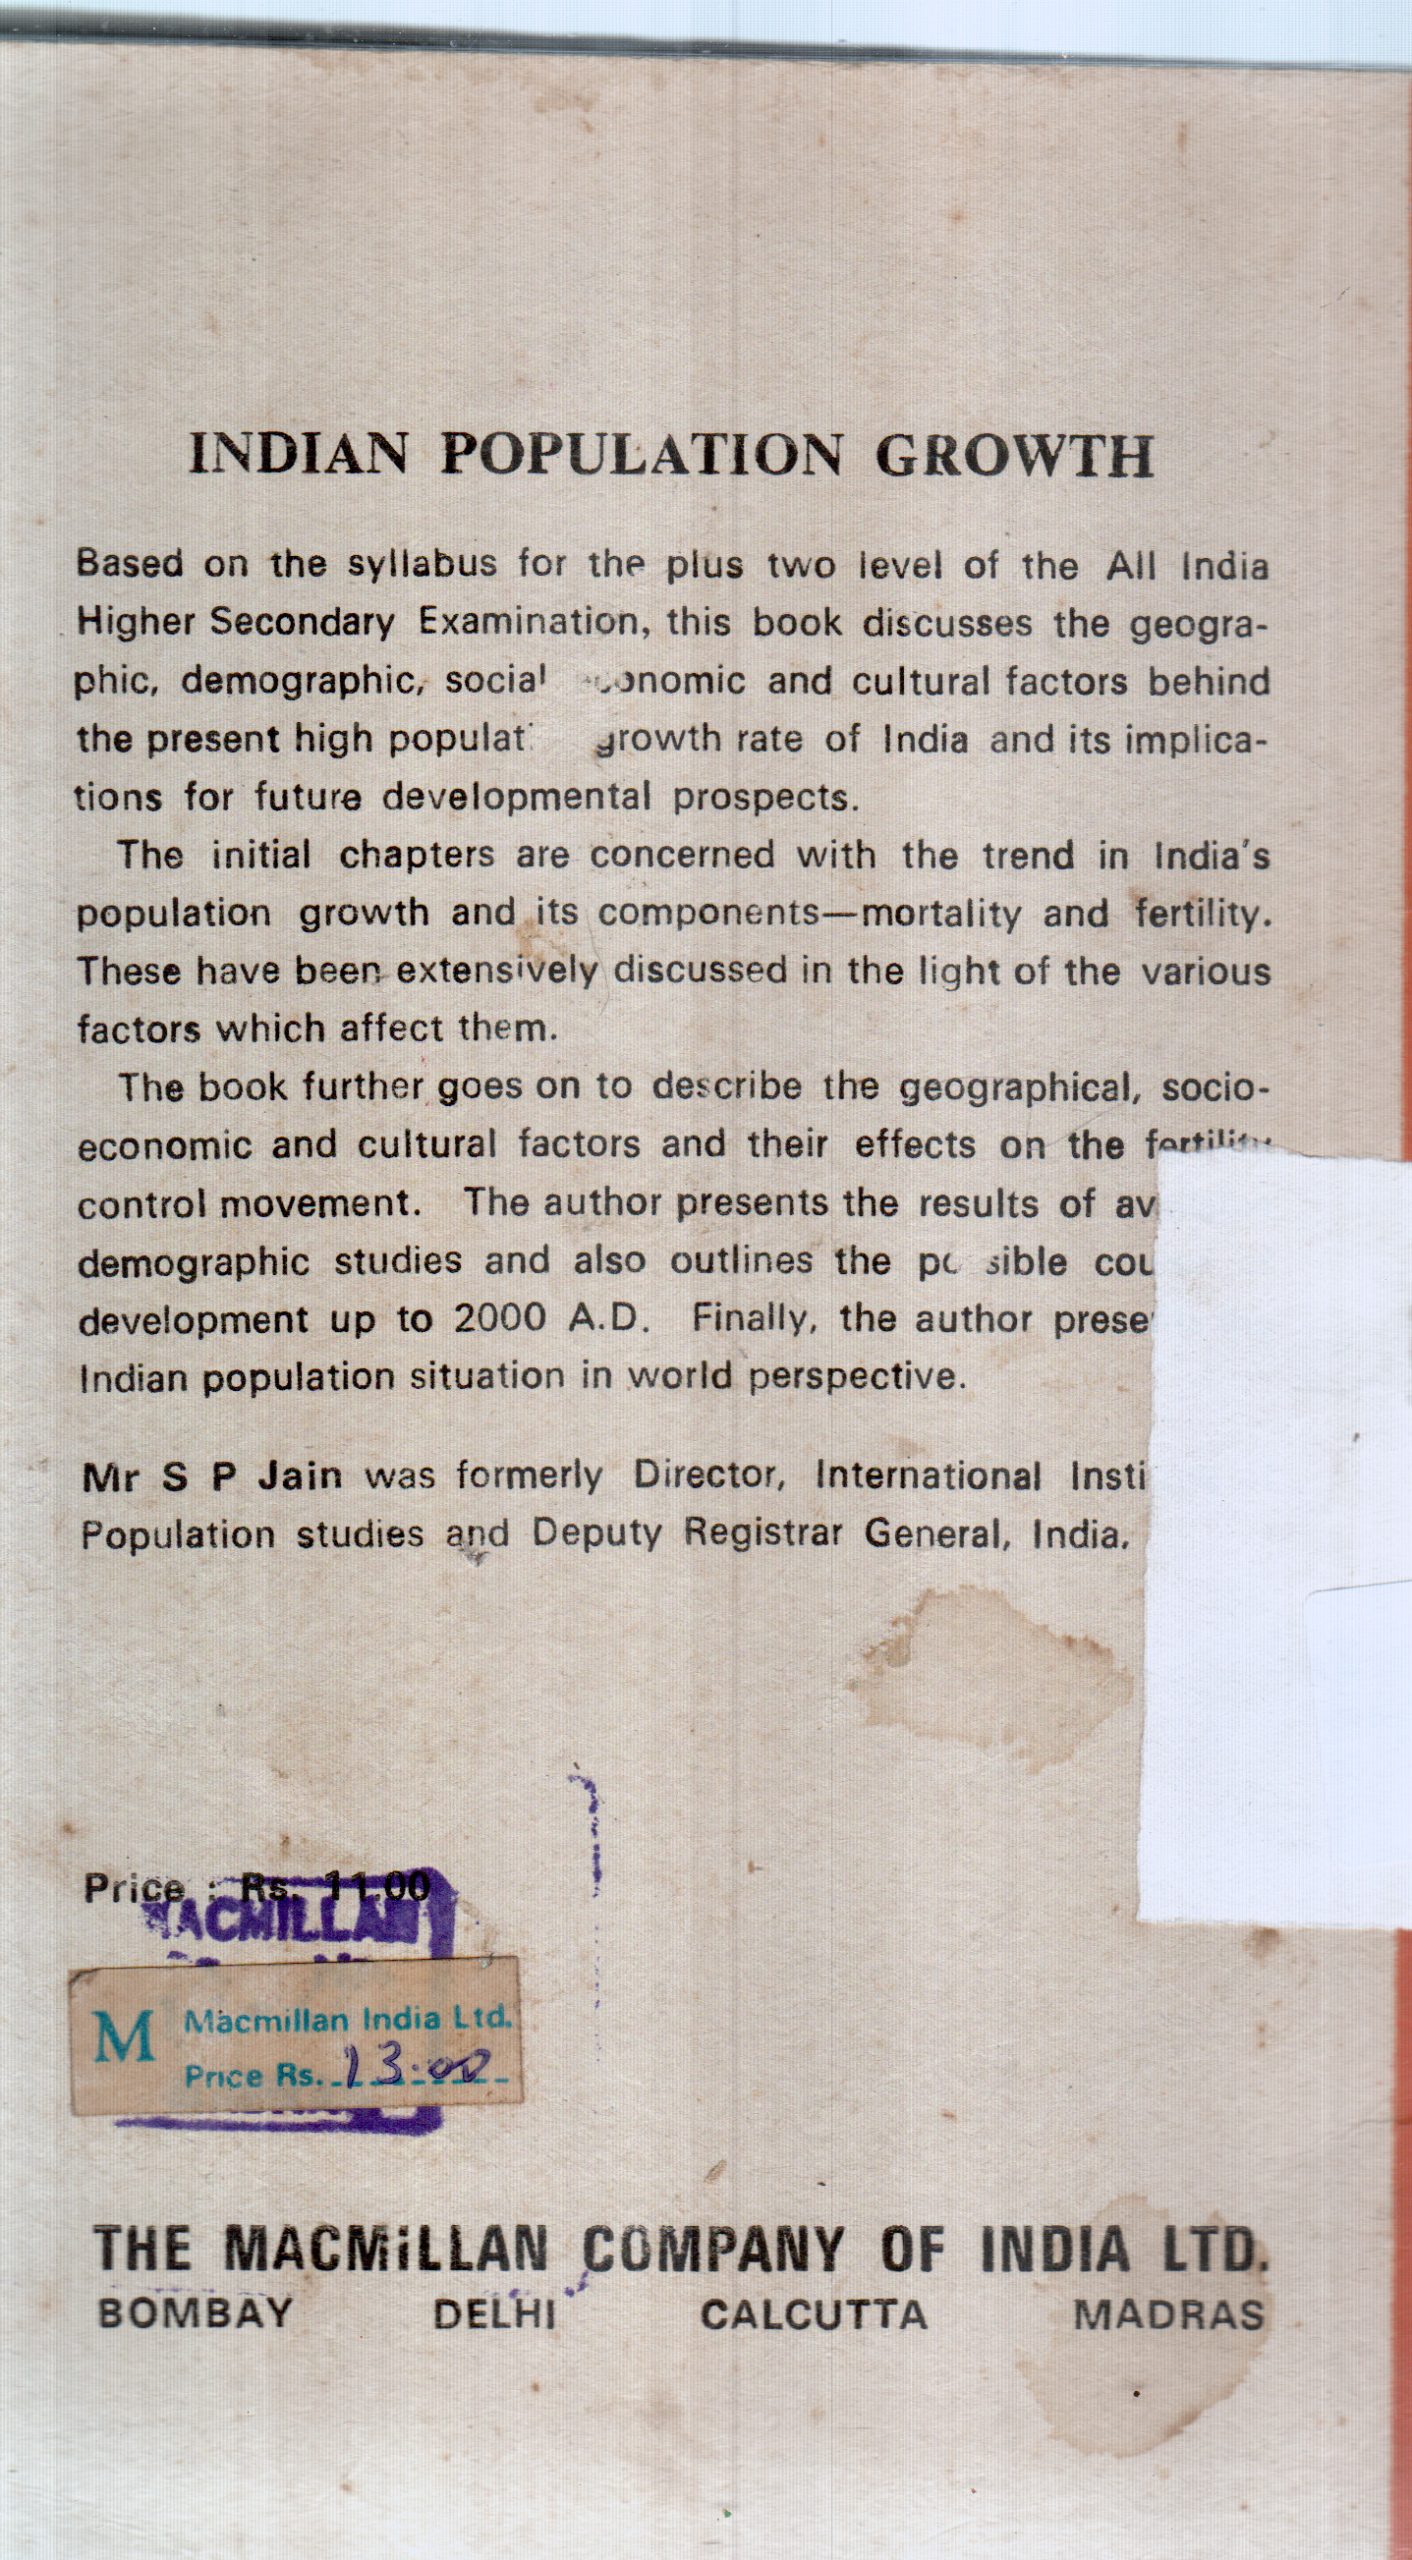 INDIAN POPULATION GROWTH
Based on the syllabus for the plus two level of the All India
Higher Secondary Examination, this book discusses the geogra-
phic, demographic, social economic and cultural factors behind
the present high growth rate of India and its implica-
tions for future developmental prospects.
The initial chapters are concerned with the trend in India's
population growth and its components—mortality and fertility.
These have been extensively discussed in the light of the various
factors which affect them.
The book further goes on to describe the geographical, socio-
economic and cultural factors and their effects on the fertility
control movement. The author presents the results of
demographic studies and also outlines the possible
development up to 2000 A.D. Finally, the author
Indian population situation in world perspective.
Mr S P Jain was formerly Director, International
Population studies and Deputy Registrar General, India.
Price : Rs. 11.00
MACMILLAN
M Macmillan India Ltd.
Price Rs. 13.00
THE MACMiLLAN COMPANY OF INDIA LTD.
BOMBAY DELHI CALCUTTA MADRAS